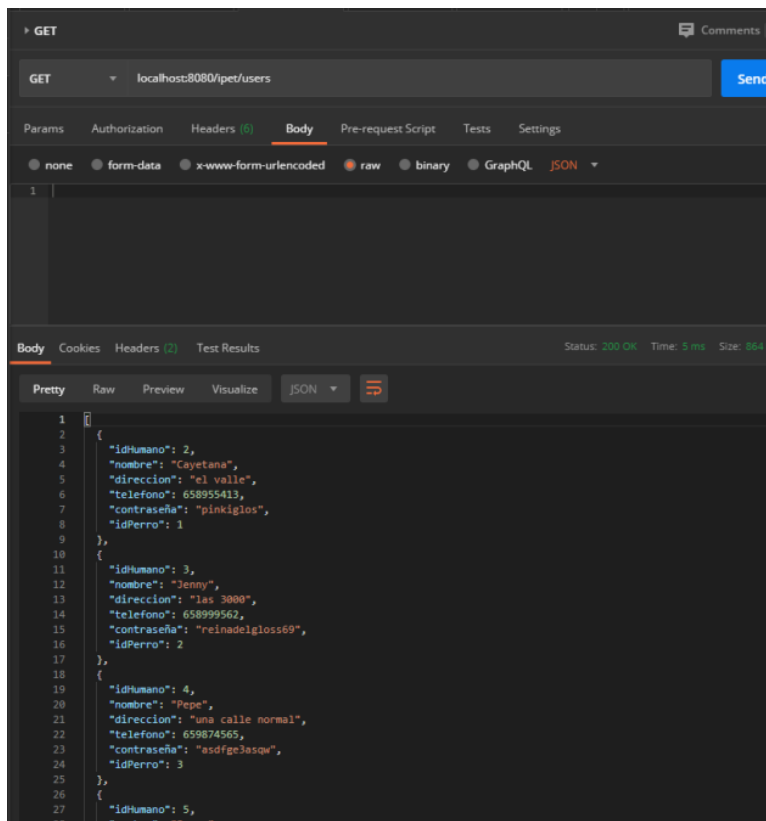 GET
Comments
GET localhost:8080/ipet/users Send
Params Authorization Headers (6) Body Pre-request Script Tests Settings
none form-data x-www-form-urlencoded raw binary GraphQL JSON
1
Body Cookies Headers (2) Test Results Status: 200 OK Time: 5 ms Size: 864
Pretty Raw Preview Visualize JSON
1 [
2 {
3 "idHumano": 2,
4 "nombre": "Cayetana",
5 "direccion": "el valle",
6 "telefono": 658955413,
7 "contraseña": "pinkiglos",
8 "idPerro": 1
9 },
10 {
11 "idHumano": 3,
12 "nombre": "Jenny",
13 "direccion": "las 3000",
14 "telefono": 658999562,
15 "contraseña": "reinadelgloss69",
16 "idPerro": 2
17 },
18 {
19 "idHumano": 4,
20 "nombre": "Pepe",
21 "direccion": "una calle normal",
22 "telefono": 659874565,
23 "contraseña": "asdfge3asqw",
24 "idPerro": 3
25 },
26 {
27 "idHumano": 5,